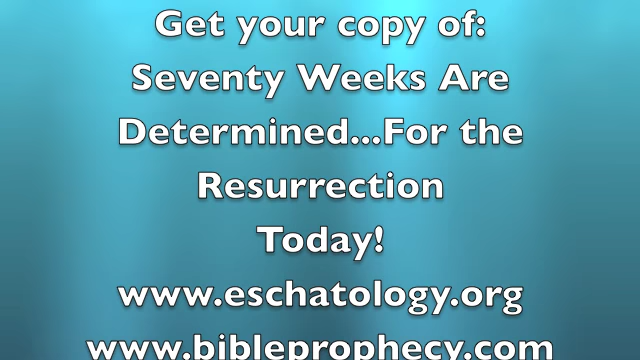 Get your copy of:
Seventy Weeks Are
Determined...For the
Resurrection
Today!
www.eschatology.org
www.bibleprophecy.com